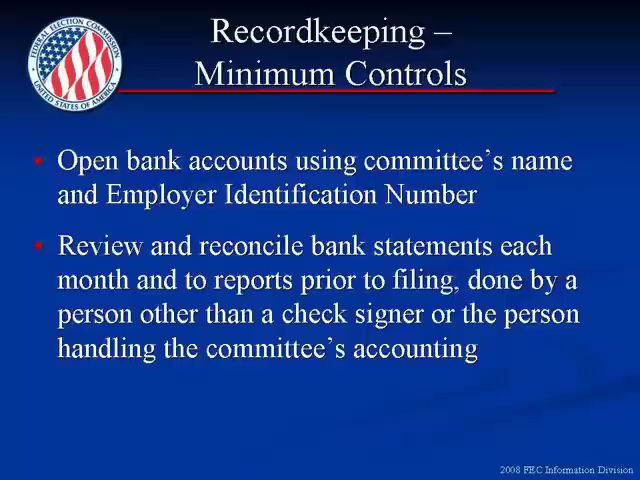 FEDERAL ELECTION COMMISSION
UNITED STATES OF AMERICA
Recordkeeping –
Minimum Controls
• Open bank accounts using committee's name
and Employer Identification Number
• Review and reconcile bank statements each
month and to reports prior to filing, done by a
person other than a check signer or the person
handling the committee's accounting
2008 FEC Information Division